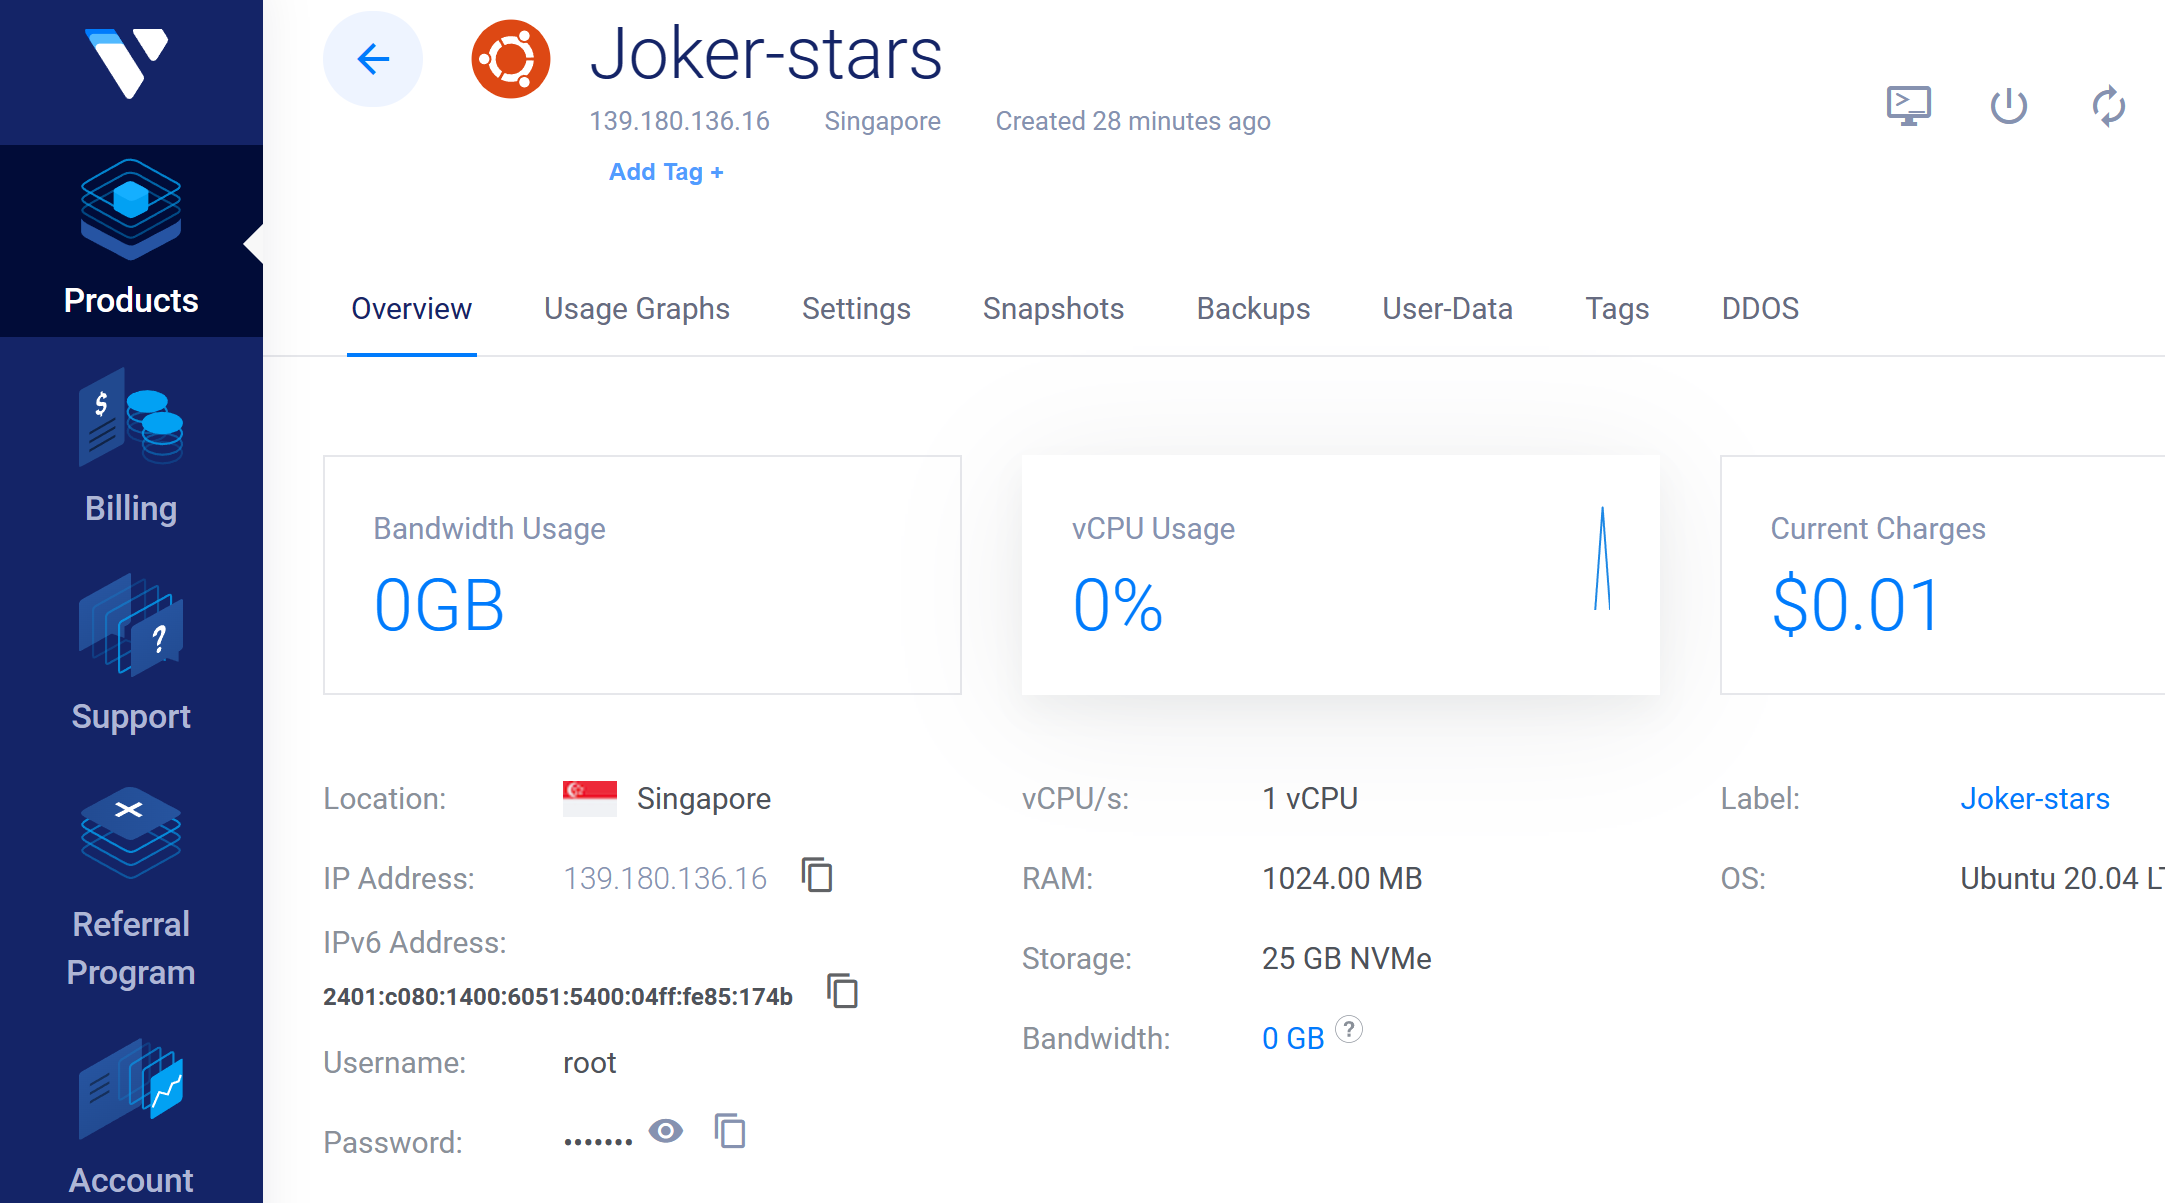 Joker-stars
139.180.136.16 Singapore Created 28 minutes ago
Add Tag +
Products
Billing
Support
Referral
Program
Account
Overview Usage Graphs Settings Snapshots Backups User-Data Tags DDOS
Bandwidth Usage
0GB
vCPU Usage
0%
Current Charges
$0.01
Location: Singapore
IP Address: 139.180.136.16
IPv6 Address:
2401:c080:1400:6051:5400:04ff:fe85:174b
Username: root
Password: •••••••
vCPU/s: 1 vCPU
RAM: 1024.00 MB
Storage: 25 GB NVMe
Bandwidth: 0 GB ?
Label: Joker-stars
OS: Ubuntu 20.04 LT